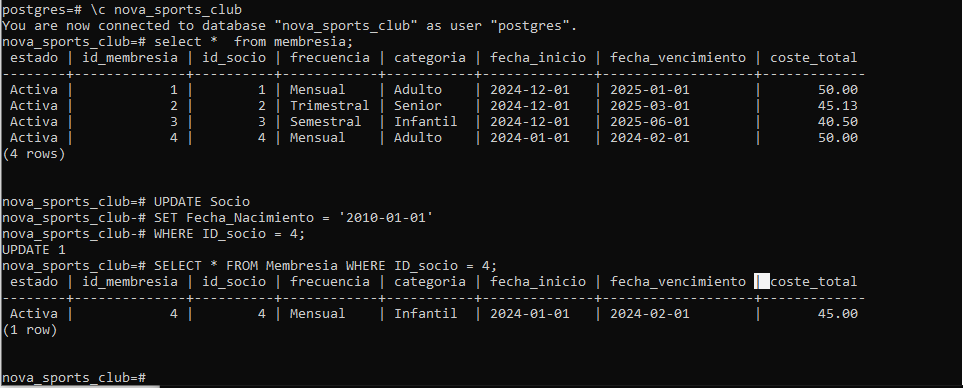 postgres=# \c nova_sports_club
You are now connected to database "nova_sports_club" as user "postgres".
nova_sports_club=# select *  from membresia;
 estado | id_membresia | id_socio | frecuencia | categoria | fecha_inicio | fecha_vencimiento | coste_total
--------+--------------+----------+------------+-----------+--------------+-------------------+-------------
 Activa |            1 |        1 | Mensual    | Adulto    | 2024-12-01   | 2025-01-01        |       50.00
 Activa |            2 |        2 | Trimestral | Senior    | 2024-12-01   | 2025-03-01        |       45.13
 Activa |            3 |        3 | Semestral  | Infantil  | 2024-12-01   | 2025-06-01        |       40.50
 Activa |            4 |        4 | Mensual    | Adulto    | 2024-01-01   | 2024-02-01        |       50.00
(4 rows)
nova_sports_club=# UPDATE Socio
nova_sports_club-# SET Fecha_Nacimiento = '2010-01-01'
nova_sports_club-# WHERE ID_socio = 4;
UPDATE 1
nova_sports_club=# SELECT * FROM Membresia WHERE ID_socio = 4;
 estado | id_membresia | id_socio | frecuencia | categoria | fecha_inicio | fecha_vencimiento | coste_total
--------+--------------+----------+------------+-----------+--------------+-------------------+-------------
 Activa |            4 |        4 | Mensual    | Infantil  | 2024-01-01   | 2024-02-01        |       45.00
(1 row)
nova_sports_club=#